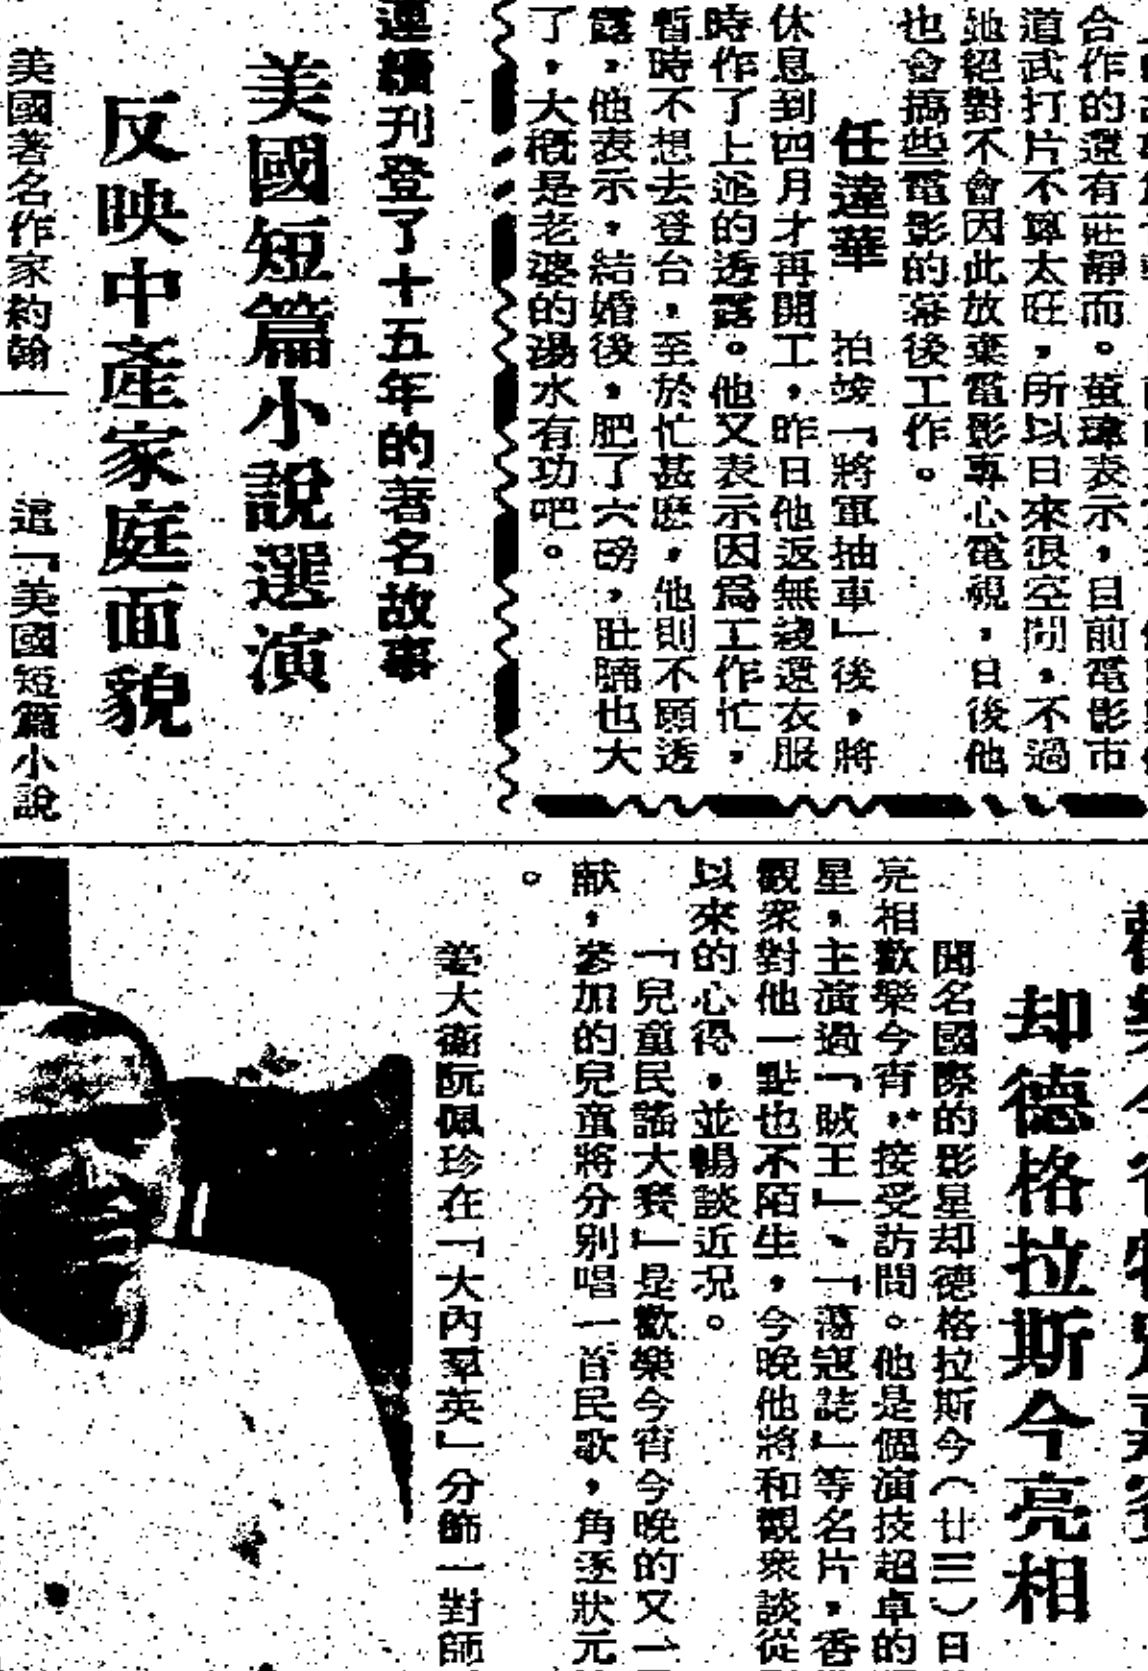 合作的還有莊靜而。董瑋表示，目前電影市
道武打片不算太旺，所以日來很空閒，不過
她絕對不會因此放棄電影專心電視，日後他
也會搞些電影的幕後工作。
任達華
拍竣「將軍抽車」後，將
休息到四月才再開工，昨日他返無綫還衣服
時作了上述的透露。他又表示因爲工作忙，
暫時不想去登台，至於忙甚麽，他則不願透
露，他表示，結婚後，肥了六磅，肚腩也大
了，大概是老婆的湯水有功吧。
連續刊登了十五年的著名故事
美國短篇小說選演
反映中產家庭面貌
美國著名作家約翰
這「美國短篇小說
却德格拉斯今亮相
聞名國際的影星却德格拉斯今（廿三）日
亮相歡樂今宵，接受訪問。他是個演技超卓的
星，主演過「賊王」、「蕩寇誌」等名片，香
觀衆對他一點也不陌生，今晚他將和觀衆談從
以來的心得，並暢談近况。
「兒童民謠大賽」是歡樂今宵今晚的又一
献，參加的兒童將分别唱一首民歌，角逐狀元
。
姜大衛阮佩珍在「大內羣英」分飾一對師